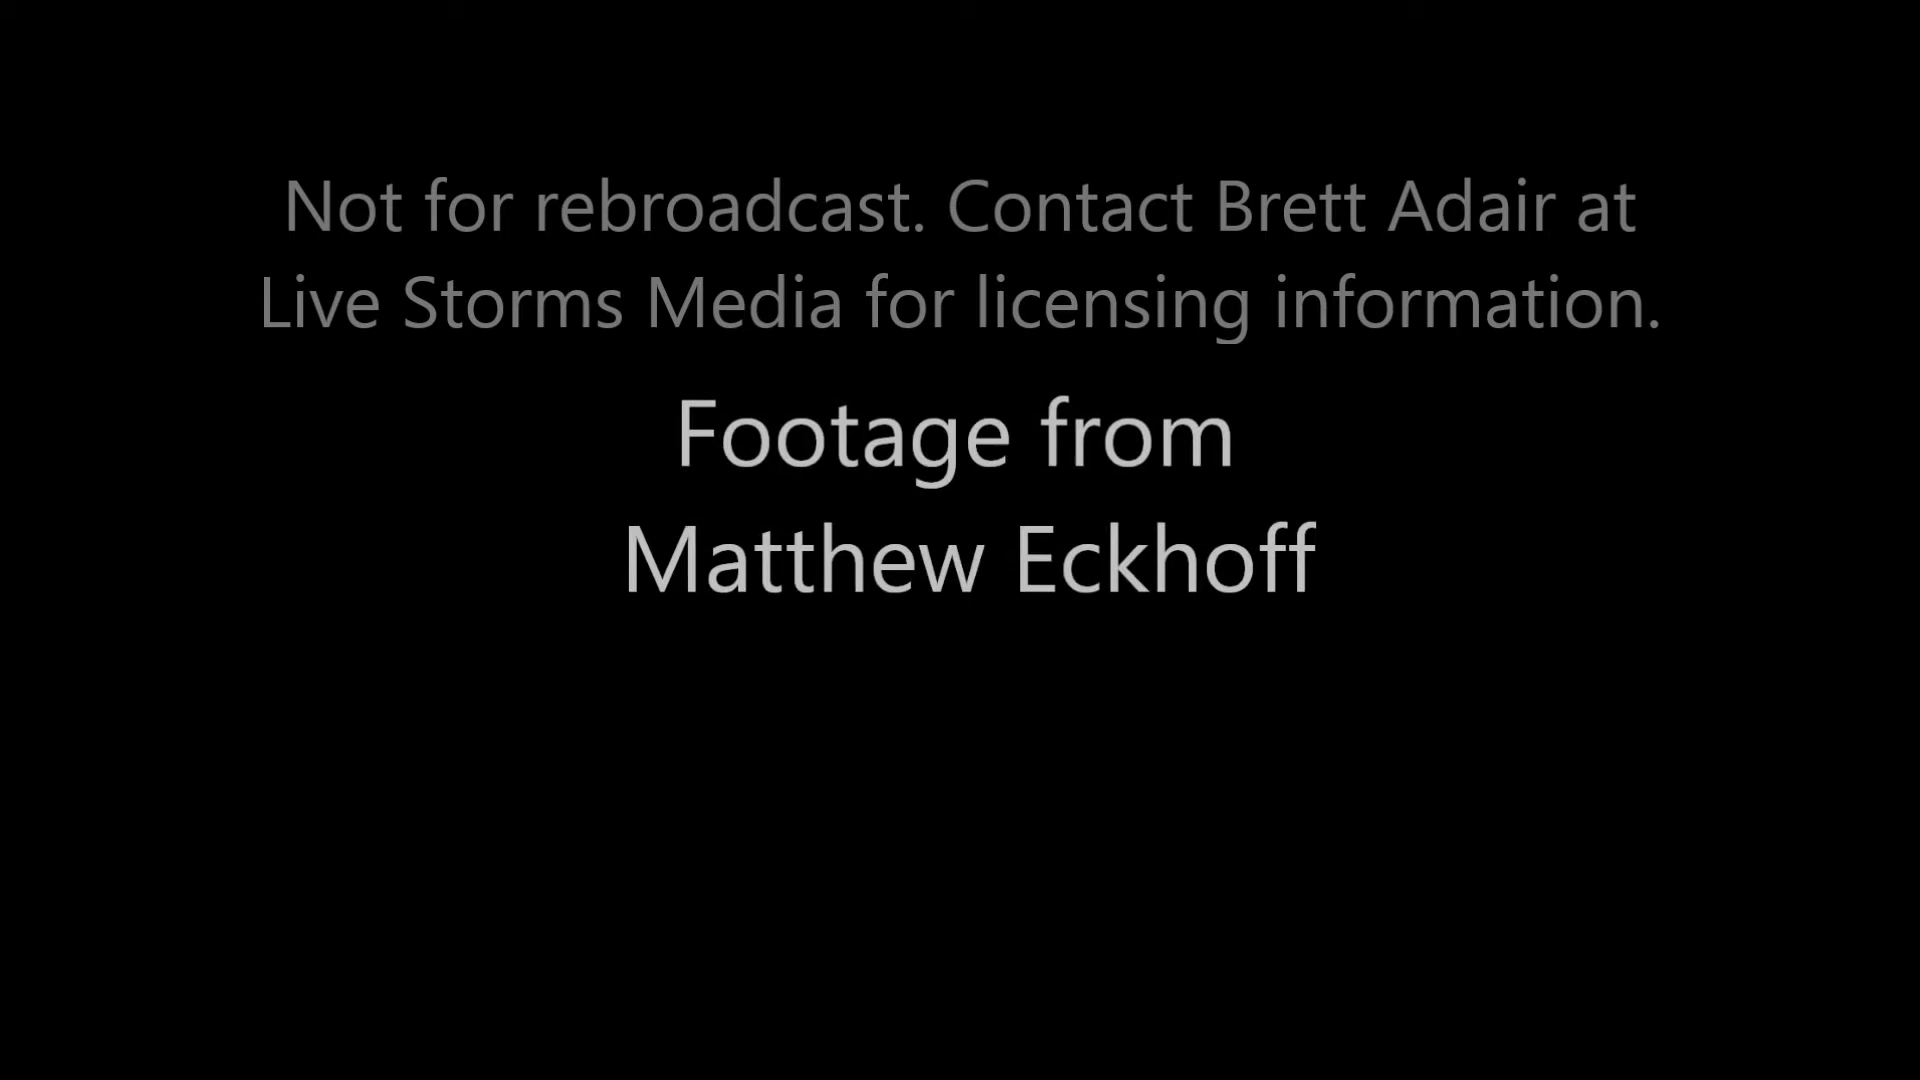 Not for rebroadcast. Contact Brett Adair at
Live Storms Media for licensing information.
Footage from
Matthew Eckhoff